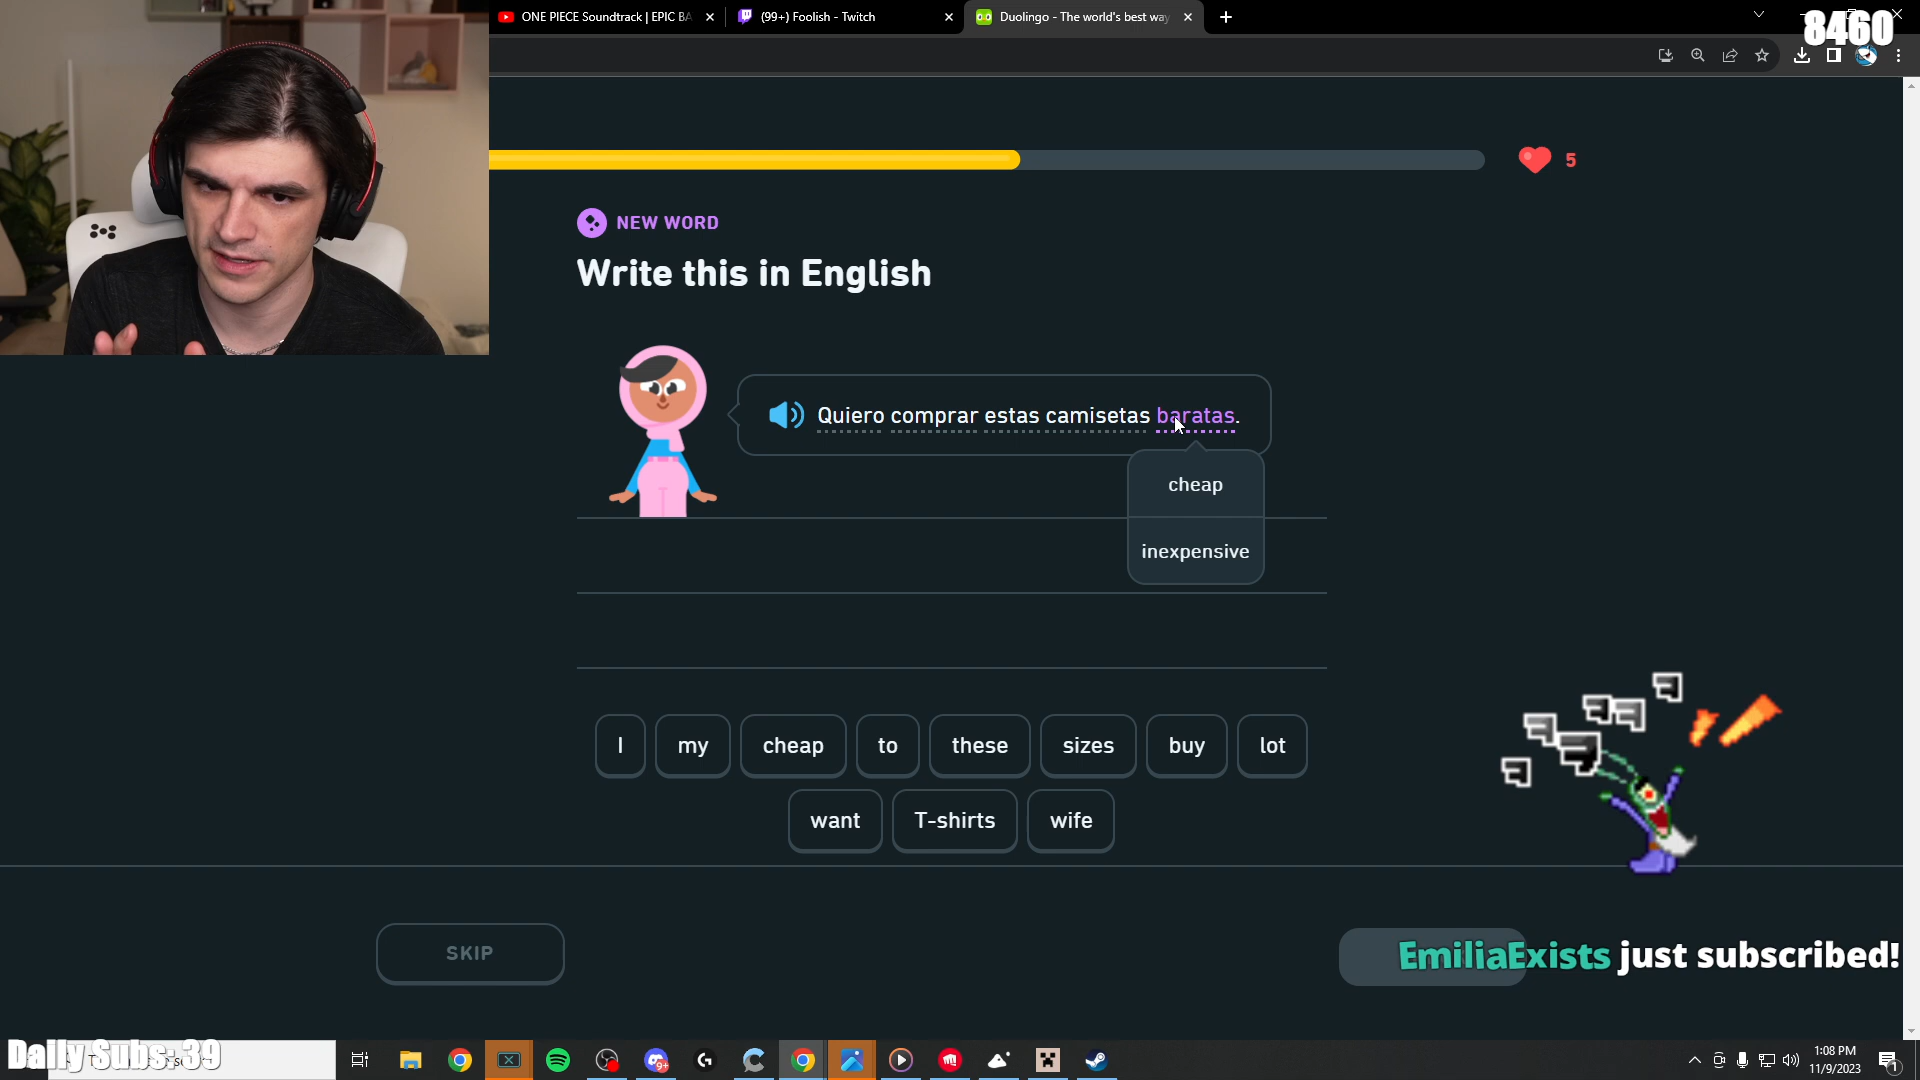 ONE PIECE Soundtrack | EPIC BA
(99+) Foolish - Twitch
Duolingo - The world's best way
8460
5
NEW WORD
Write this in English
Quiero comprar estas camisetas baratas.
cheap
inexpensive
I my cheap to these sizes buy lot
want T-shirts wife
SKIP
EmiliaExists just subscribed!
Daily Subs: 39
9+
1:08 PM
11/9/2023
1